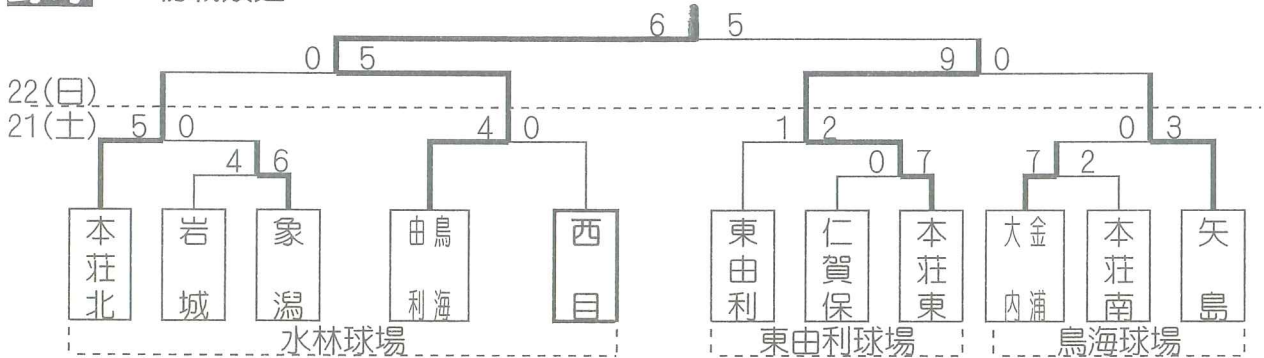 6 5
0 5 9 0
22(日)
21(土) 5 0 4 0 1 2 0 3
4 6 0 7 7 2
本荘北
岩城
象潟
由利 鳥海
西目
東由利
仁賀保
本荘東
大内 金浦
本荘南
矢島
水林球場 東由利球場 鳥海球場